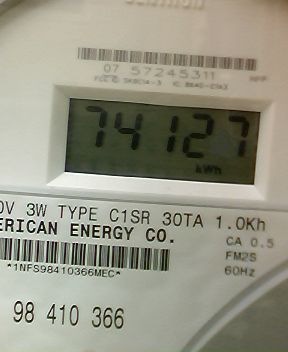 07 57245311
74127
kWh
0V 3W TYPE C1SR 30TA 1.0Kh
ERICAN ENERGY CO.
CA 0.5
FM2S
*1NFS98410366MEC*
60Hz
98 410 366